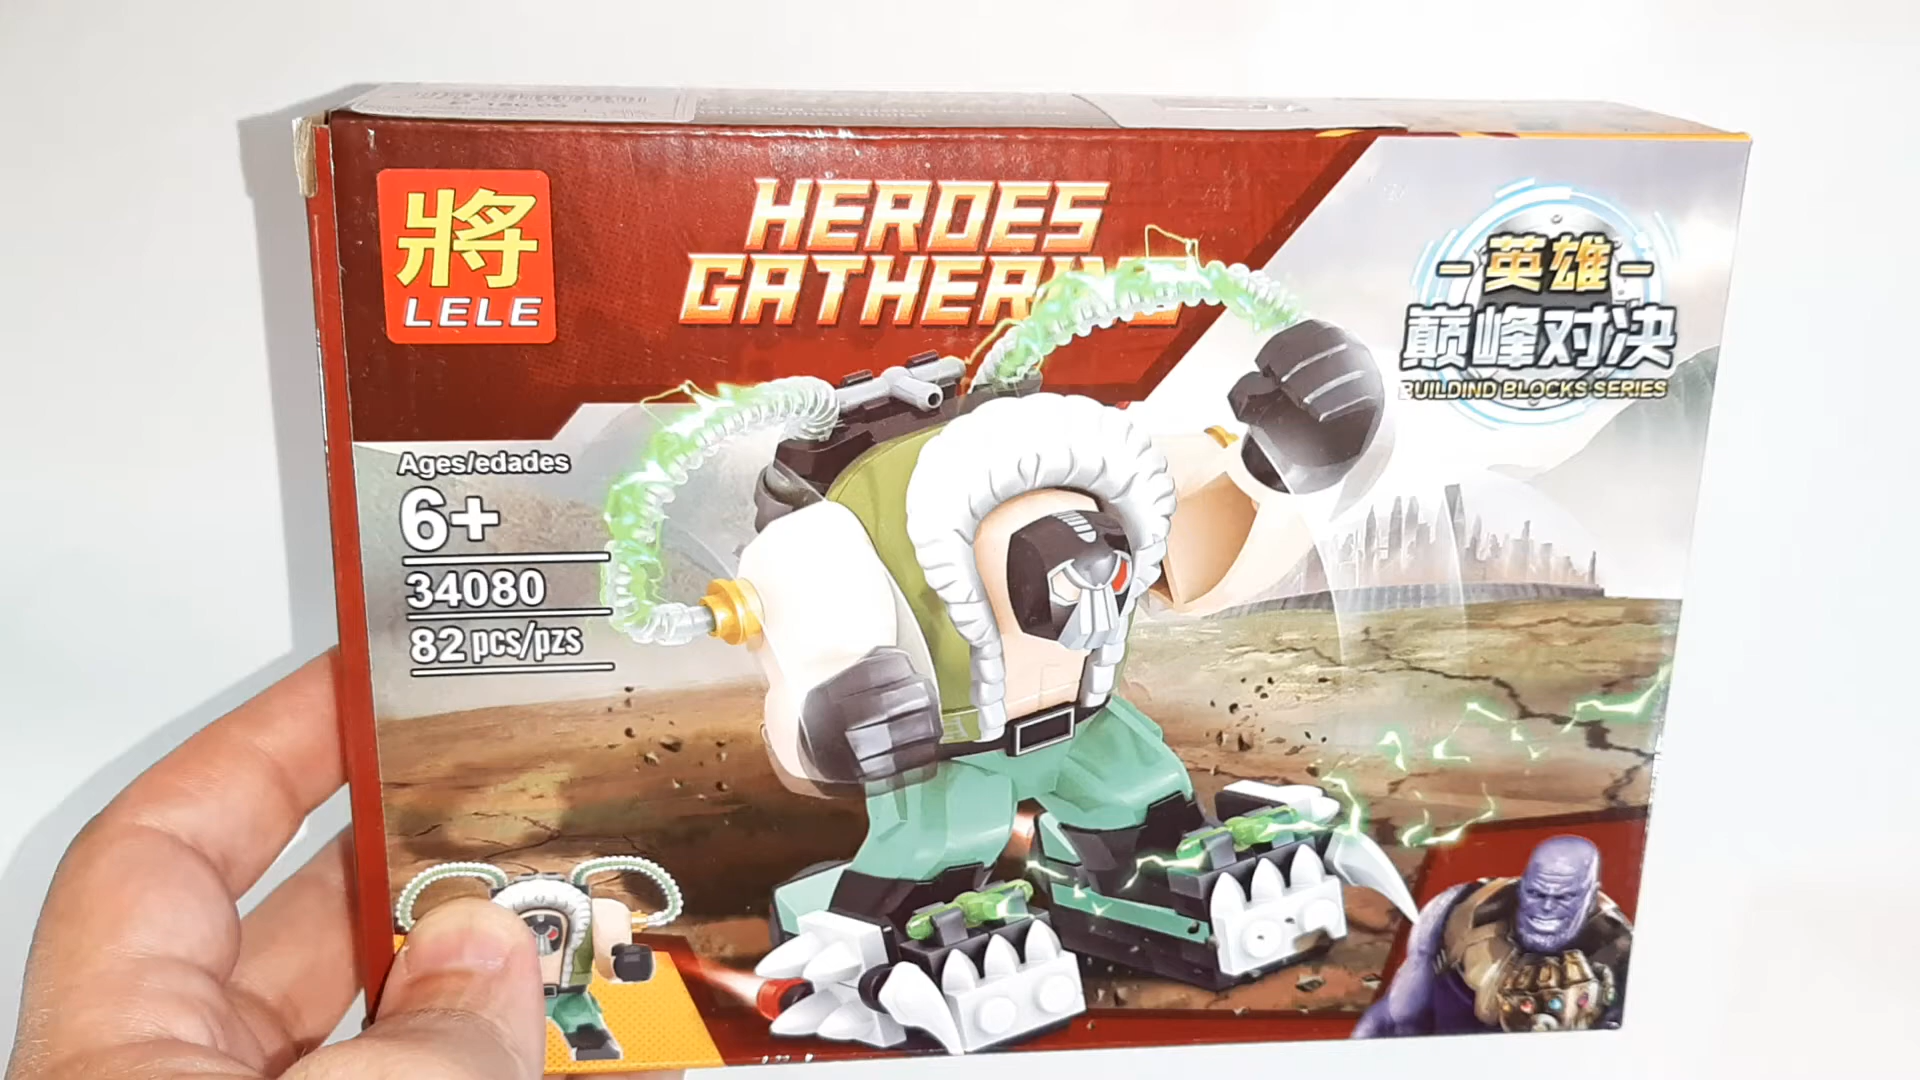 將
LELE
HEROES
GATHERING
英雄
巅峰对决
BUILDIND BLOCKS SERIES
Ages/edades
6+
34080
82 pcs/pzs